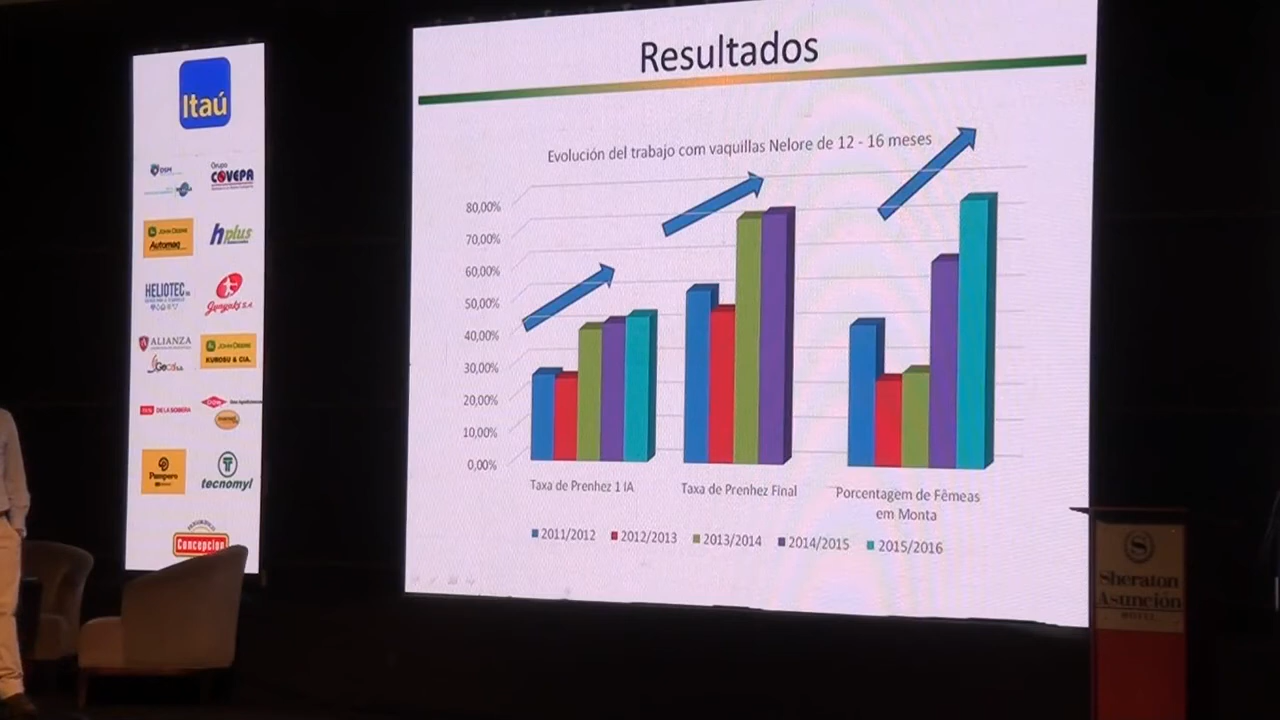 Itaú
Resultados
Evolución del trabajo com vaquillas Nelore de 12 - 16 meses
80,00%
70,00%
60,00%
50,00%
40,00%
30,00%
20,00%
10,00%
0,00%
Taxa de Prenhez 1 IA
Taxa de Prenhez Final
Porcentagem de Fêmeas
em Monta
2011/2012
2012/2013
2013/2014
2014/2015
2015/2016
Grupo
COVEPA
JOHN DEERE
Automaq
hplus
HELIOTEC
ALIANZA
JOHN DEERE
KUROSU & CIA.
DE LA SOBERA
Pampero
tecnomyl
Concepcion
Sheraton
Asunción
HOTEL